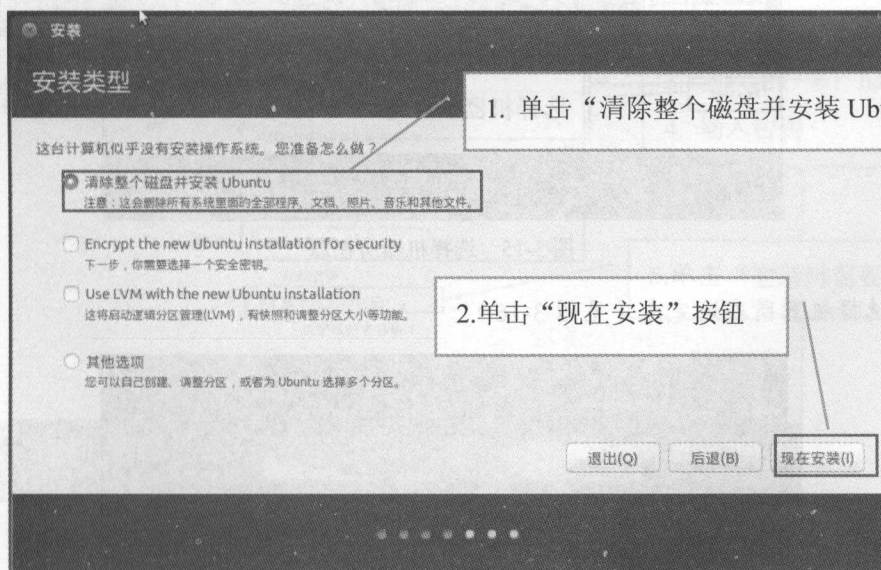 安装
安装类型
1. 单击“清除整个磁盘并安装 Ub
这台计算机似乎没有安装操作系统。您准备怎么做？
清除整个磁盘并安装 Ubuntu
注意：这会删除所有系统里面的全部程序、文档、照片、音乐和其他文件。
Encrypt the new Ubuntu installation for security
下一步，你需要选择一个安全密钥。
Use LVM with the new Ubuntu installation
这将启动逻辑分区管理(LVM)，有快照和调整分区大小等功能。
2.单击“现在安装”按钮
其他选项
您可以自己创建、调整分区，或者为 Ubuntu 选择多个分区。
退出(Q)
后退(B)
现在安装(I)